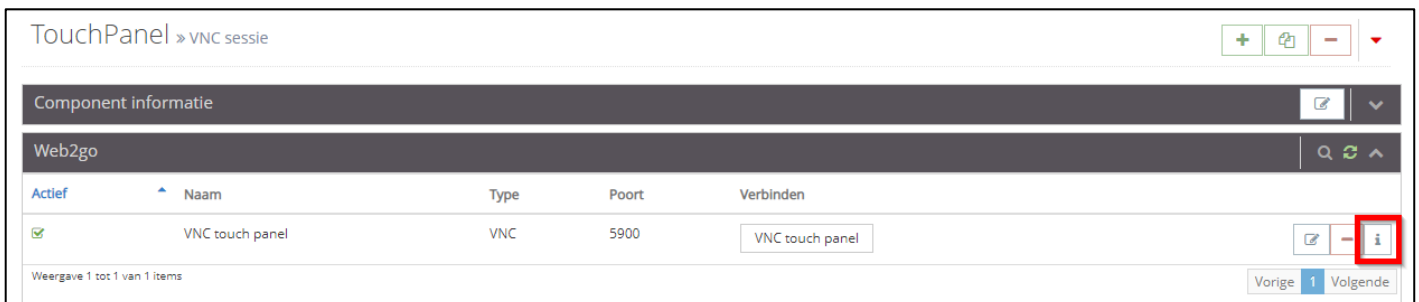 TouchPanel » VNC sessie
Component informatie
Web2go
Actief Naam Type Poort Verbinden
VNC touch panel VNC 5900 VNC touch panel
i
Weergave 1 tot 1 van 1 items
Vorige 1 Volgende